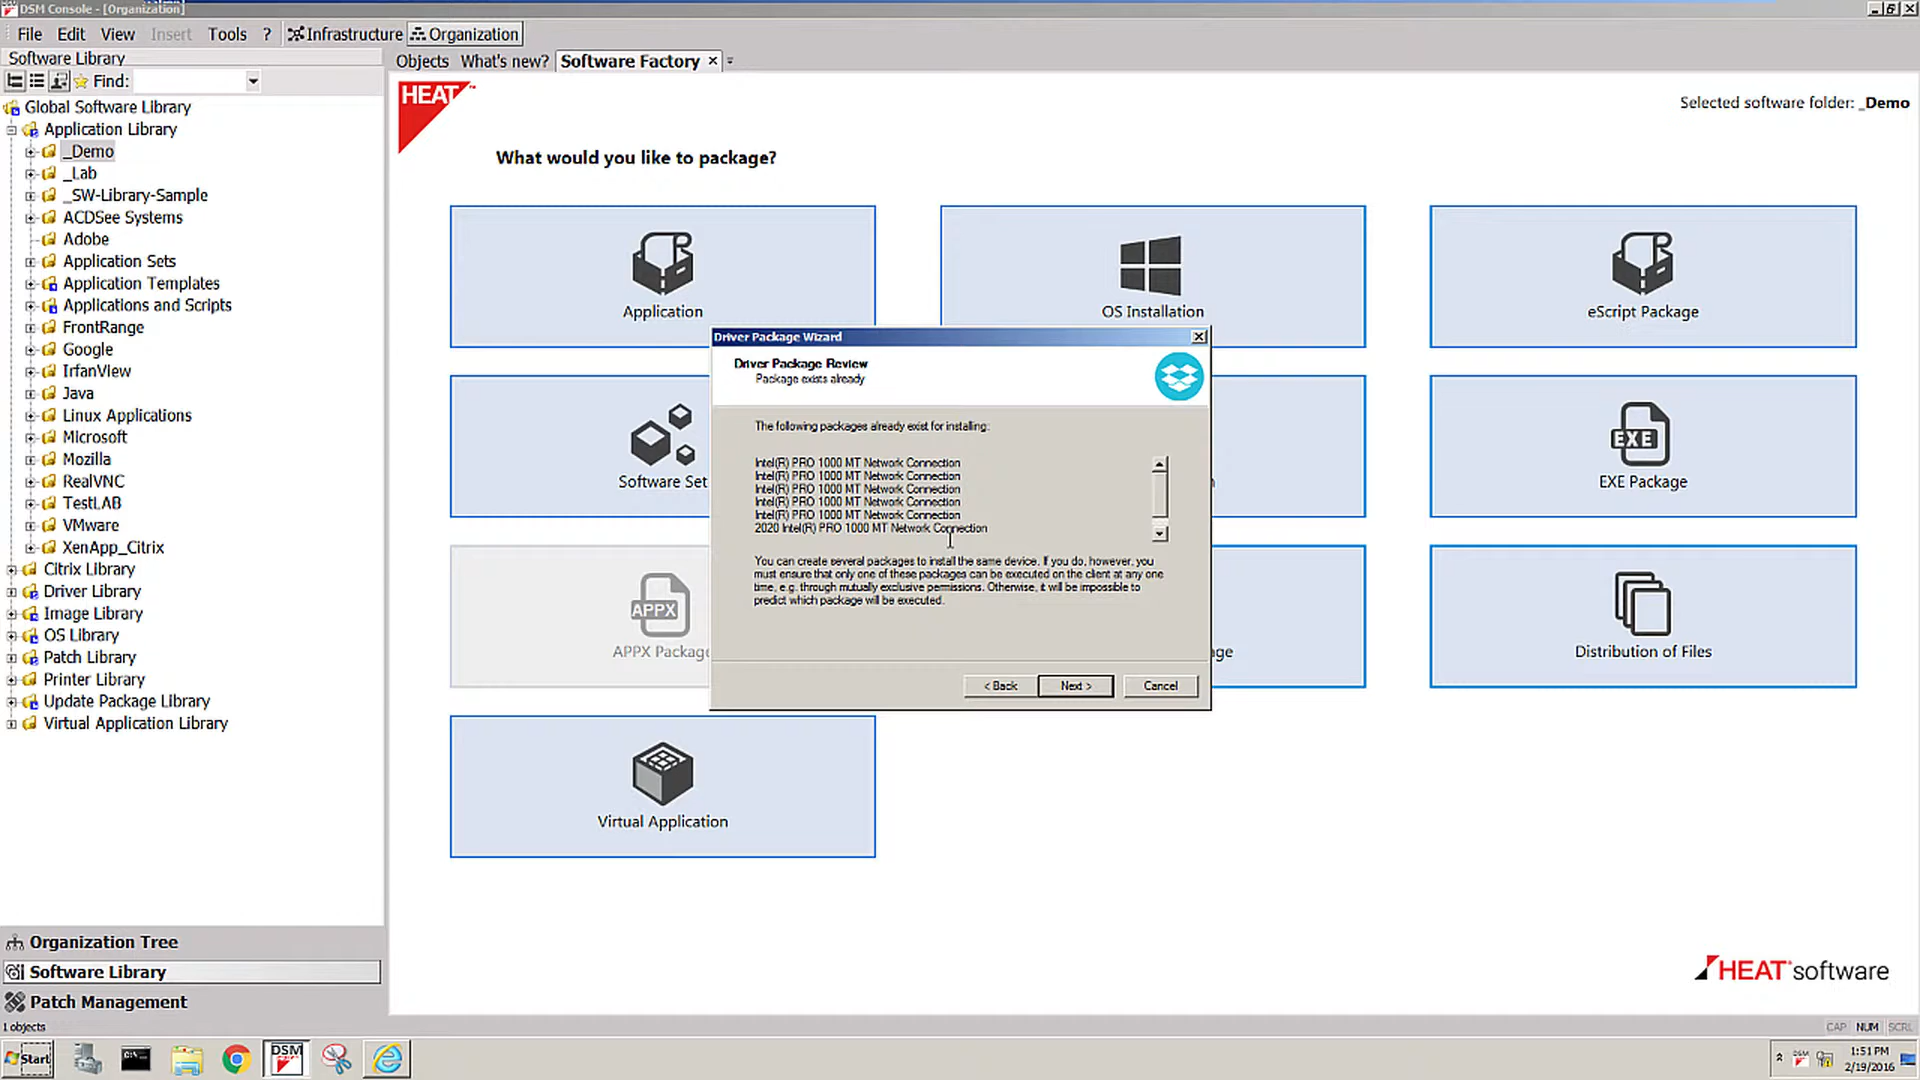 DSM Console - [Organization]
File Edit View Insert Tools ? Infrastructure Organization
Software Library
Find:
Objects What's new? Software Factory
Global Software Library
Application Library
_Demo
_Lab
_SW-Library-Sample
ACDSee Systems
Adobe
Application Sets
Application Templates
Applications and Scripts
FrontRange
Google
IrfanView
Java
Linux Applications
Microsoft
Mozilla
RealVNC
TestLAB
VMware
XenApp_Citrix
Citrix Library
Driver Library
Image Library
OS Library
Patch Library
Printer Library
Update Package Library
Virtual Application Library
Organization Tree
Software Library
Patch Management
1 objects
HEAT™
Selected software folder: _Demo
What would you like to package?
Application
OS Installation
eScript Package
Software Set
EXE
EXE Package
APPX
APPX Package
Distribution of Files
Virtual Application
Driver Package Wizard
Driver Package Review
Package exists already
The following packages already exist for installing:
Intel(R) PRO 1000 MT Network Connection
Intel(R) PRO 1000 MT Network Connection
Intel(R) PRO 1000 MT Network Connection
Intel(R) PRO 1000 MT Network Connection
Intel(R) PRO 1000 MT Network Connection
2020 Intel(R) PRO 1000 MT Network Connection
You can create several packages to install the same device. If you do, however, you
must ensure that only one of these packages can be executed on the client at any one
time, e.g. through mutually exclusive permissions. Otherwise, it will be impossible to
predict which package will be executed.
< Back Next > Cancel
HEAT software
CAP NUM SCRL
Start
DSM
1:51 PM
2/19/2016